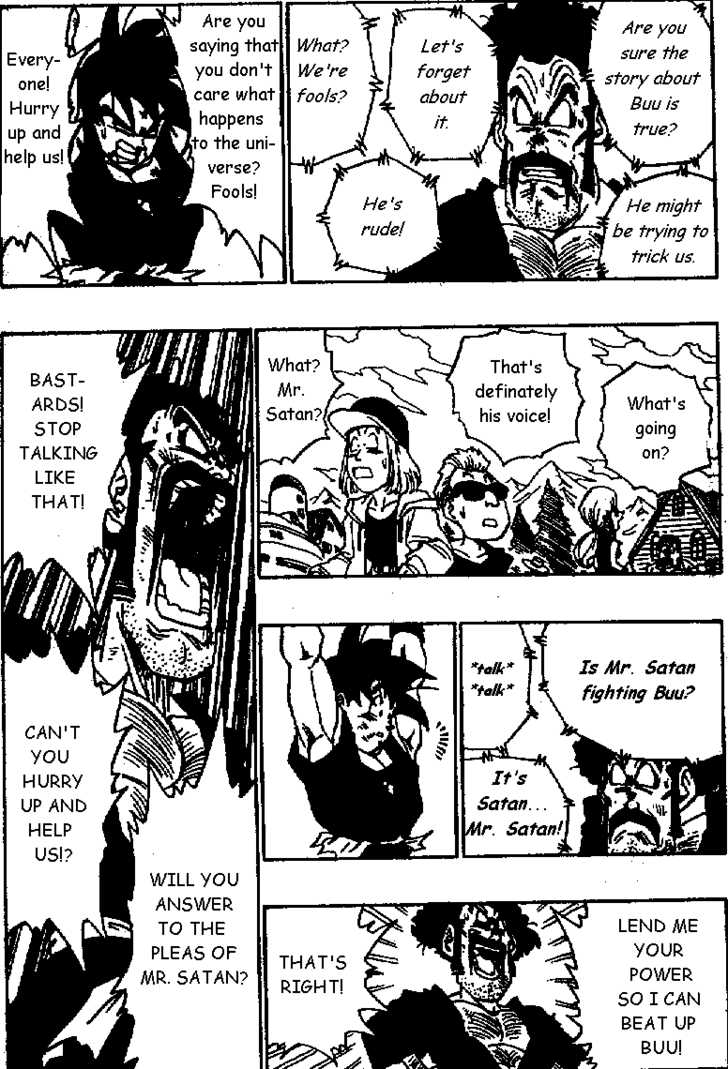 Every-
one!
Hurry
up and
help us!
Are you
saying that
you don't
care what
happens
to the uni-
verse?
Fools!
What?
We're
fools?
Let's
forget
about
it.
Are you
sure the
story about
Buu is
true?
He's
rude!
He might
be trying to
trick us.
BAST-
ARDS!
STOP
TALKING
LIKE
THAT!
CAN'T
YOU
HURRY
UP AND
HELP
US!?
WILL YOU
ANSWER
TO THE
PLEAS OF
MR. SATAN?
What?
Mr.
Satan?
That's
definately
his voice!
What's
going
on?
*talk*
*talk*
Is Mr. Satan
fighting Buu?
It's
Satan...
Mr. Satan!
THAT'S
RIGHT!
LEND ME
YOUR
POWER
SO I CAN
BEAT UP
BUU!